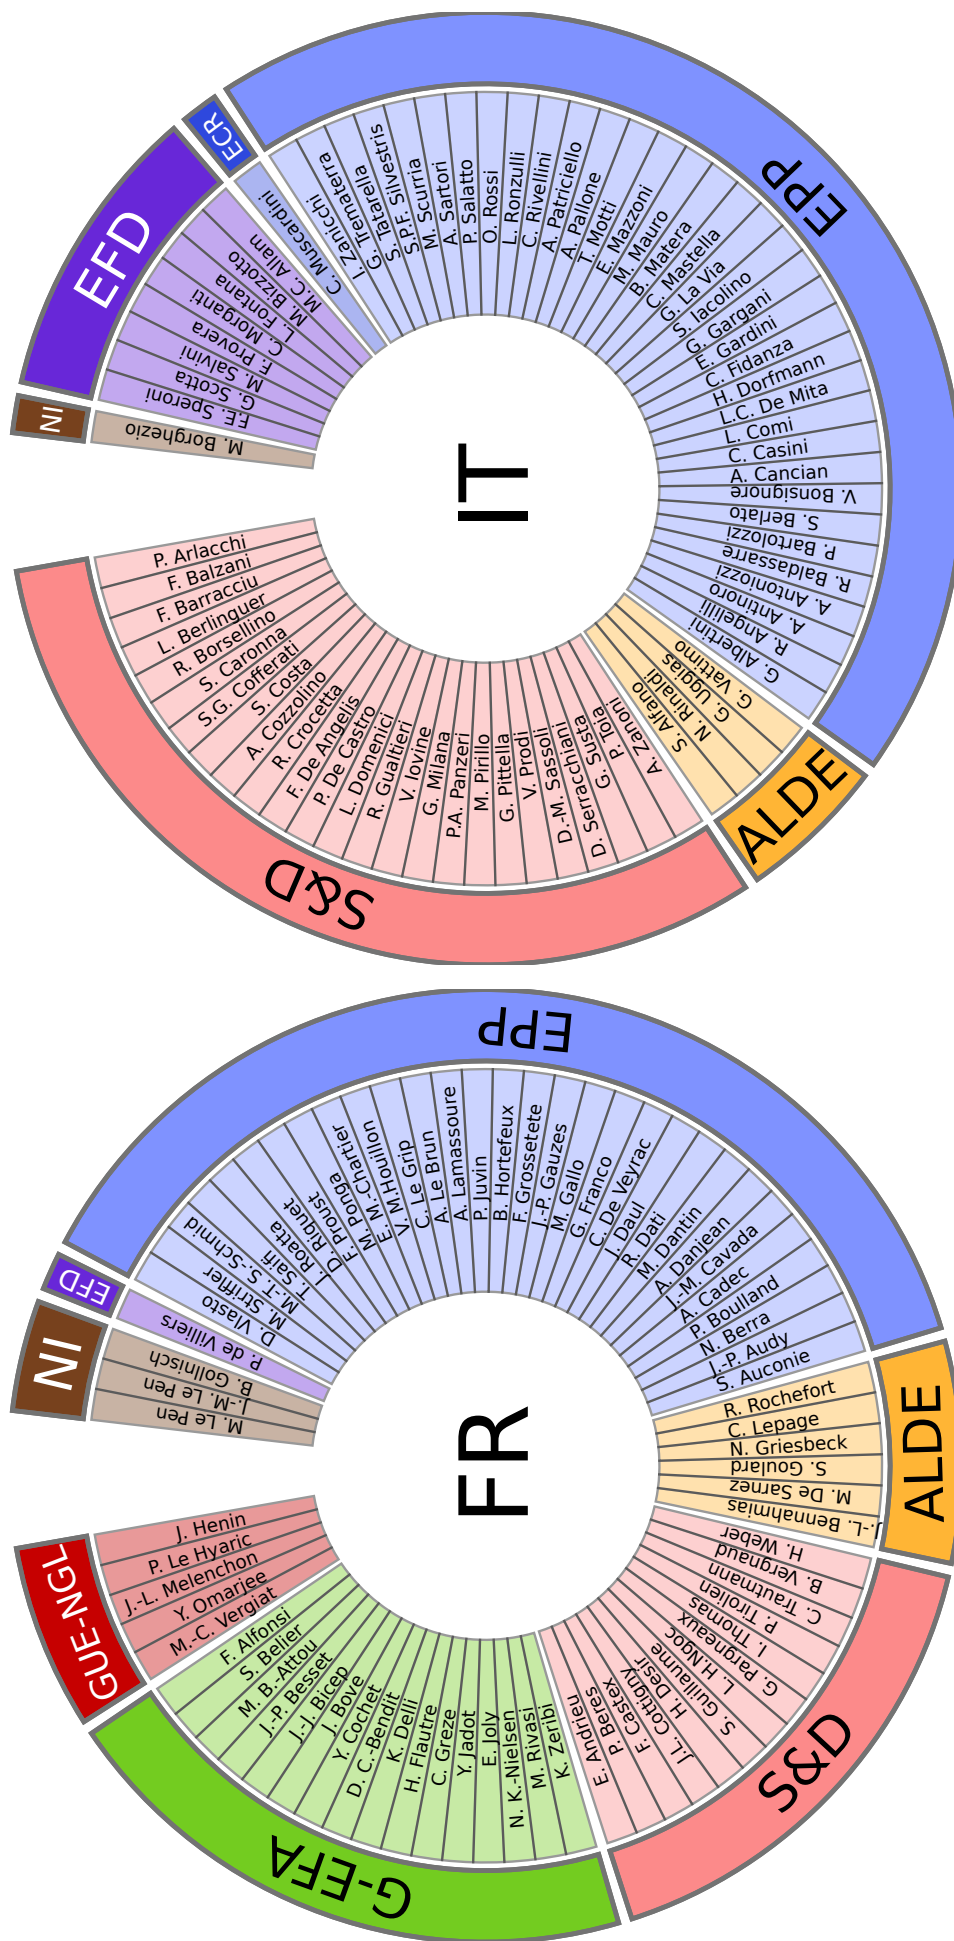 IT
NI
M. Borghezio
EFD
F.E. Speroni
G. Scotta
M. Salvini
F. Provera
C. Morganti
L. Fontana
M. Bizzotto
M.C. Allam
ECR
C. Muscardini
EPP
I. Zanicchi
G. Trematerra
S. Tatarella
S.P.F. Silvestris
M. Scurria
A. Sartori
P. Salatto
O. Rossi
L. Ronzulli
C. Rivellini
A. Patriciello
A. Pallone
T. Motti
E. Mazzoni
M. Mauro
B. Matera
C. Mastella
G. La Via
S. Iacolino
G. Gargani
E. Gardini
C. Fidanza
H. Dorfmann
L.C. De Mita
L. Comi
C. Casini
A. Cancian
V. Bonsignore
S. Berlato
P. Bartolozzi
R. Baldassarre
A. Antoniozzi
A. Antinoro
R. Angelilli
G. Albertini
ALDE
G. Vattimo
G. Uggias
N. Rinaldi
S. Alfano
S&D
A. Zanoni
P. Toia
G. Susta
D. Serracchiani
D.-M. Sassoli
V. Prodi
G. Pittella
M. Pirillo
P.A. Panzeri
G. Milana
V. Iovine
R. Gualtieri
L. Domenici
P. De Castro
F. De Angelis
R. Crocetta
A. Cozzolino
S. Costa
S.G. Cofferati
S. Caronna
R. Borsellino
L. Berlinguer
F. Barracciu
F. Balzani
P. Arlacchi
FR
NI
M. Le Pen
J.-M. Le Pen
B. Gollnisch
EFD
P. de Villiers
EPP
D. Vlasto
M. Striffler
M.-T. S.-Schmid
T. Saifi
J. Roatta
D. Riquet
F. Proust
M. Ponga
E. M.-Chartier
V. M.Houillon
C. Le Grip
A. Le Brun
A. Lamassoure
P. Juvin
B. Hortefeux
F. Grossetete
J.-P. Gauzes
M. Gallo
G. Franco
C. De Veyrac
J. Daul
R. Dati
M. Dantin
A. Danjean
J.-M. Cavada
A. Cadec
P. Boulland
N. Berra
J.-P. Audy
S. Auconie
ALDE
R. Rochefort
C. Lepage
N. Griesbeck
S. Goulard
M. De Sarnez
J.-L. Bennahmias
S&D
H. Weber
B. Vergnaud
C. Trautmann
P. Tirolien
I. Thomas
G. Pargneaux
L. H.Ngoc
S. Guillaume
H. Desir
J.L. Cottigny
F. Castex
P. Beres
E. Andrieu
G-EFA
K. Zeribi
M. Rivasi
N. K.-Nielsen
E. Joly
Y. Jadot
C. Greze
H. Flautre
K. Delli
D. C.-Bendit
Y. Cochet
J. Bove
J.-J. Bicep
J.-P. Besset
M. B.-Attou
S. Belier
F. Alfonsi
GUE-NGL
M.-C. Vergiat
Y. Omarjee
J.-L. Melenchon
P. Le Hyaric
J. Henin